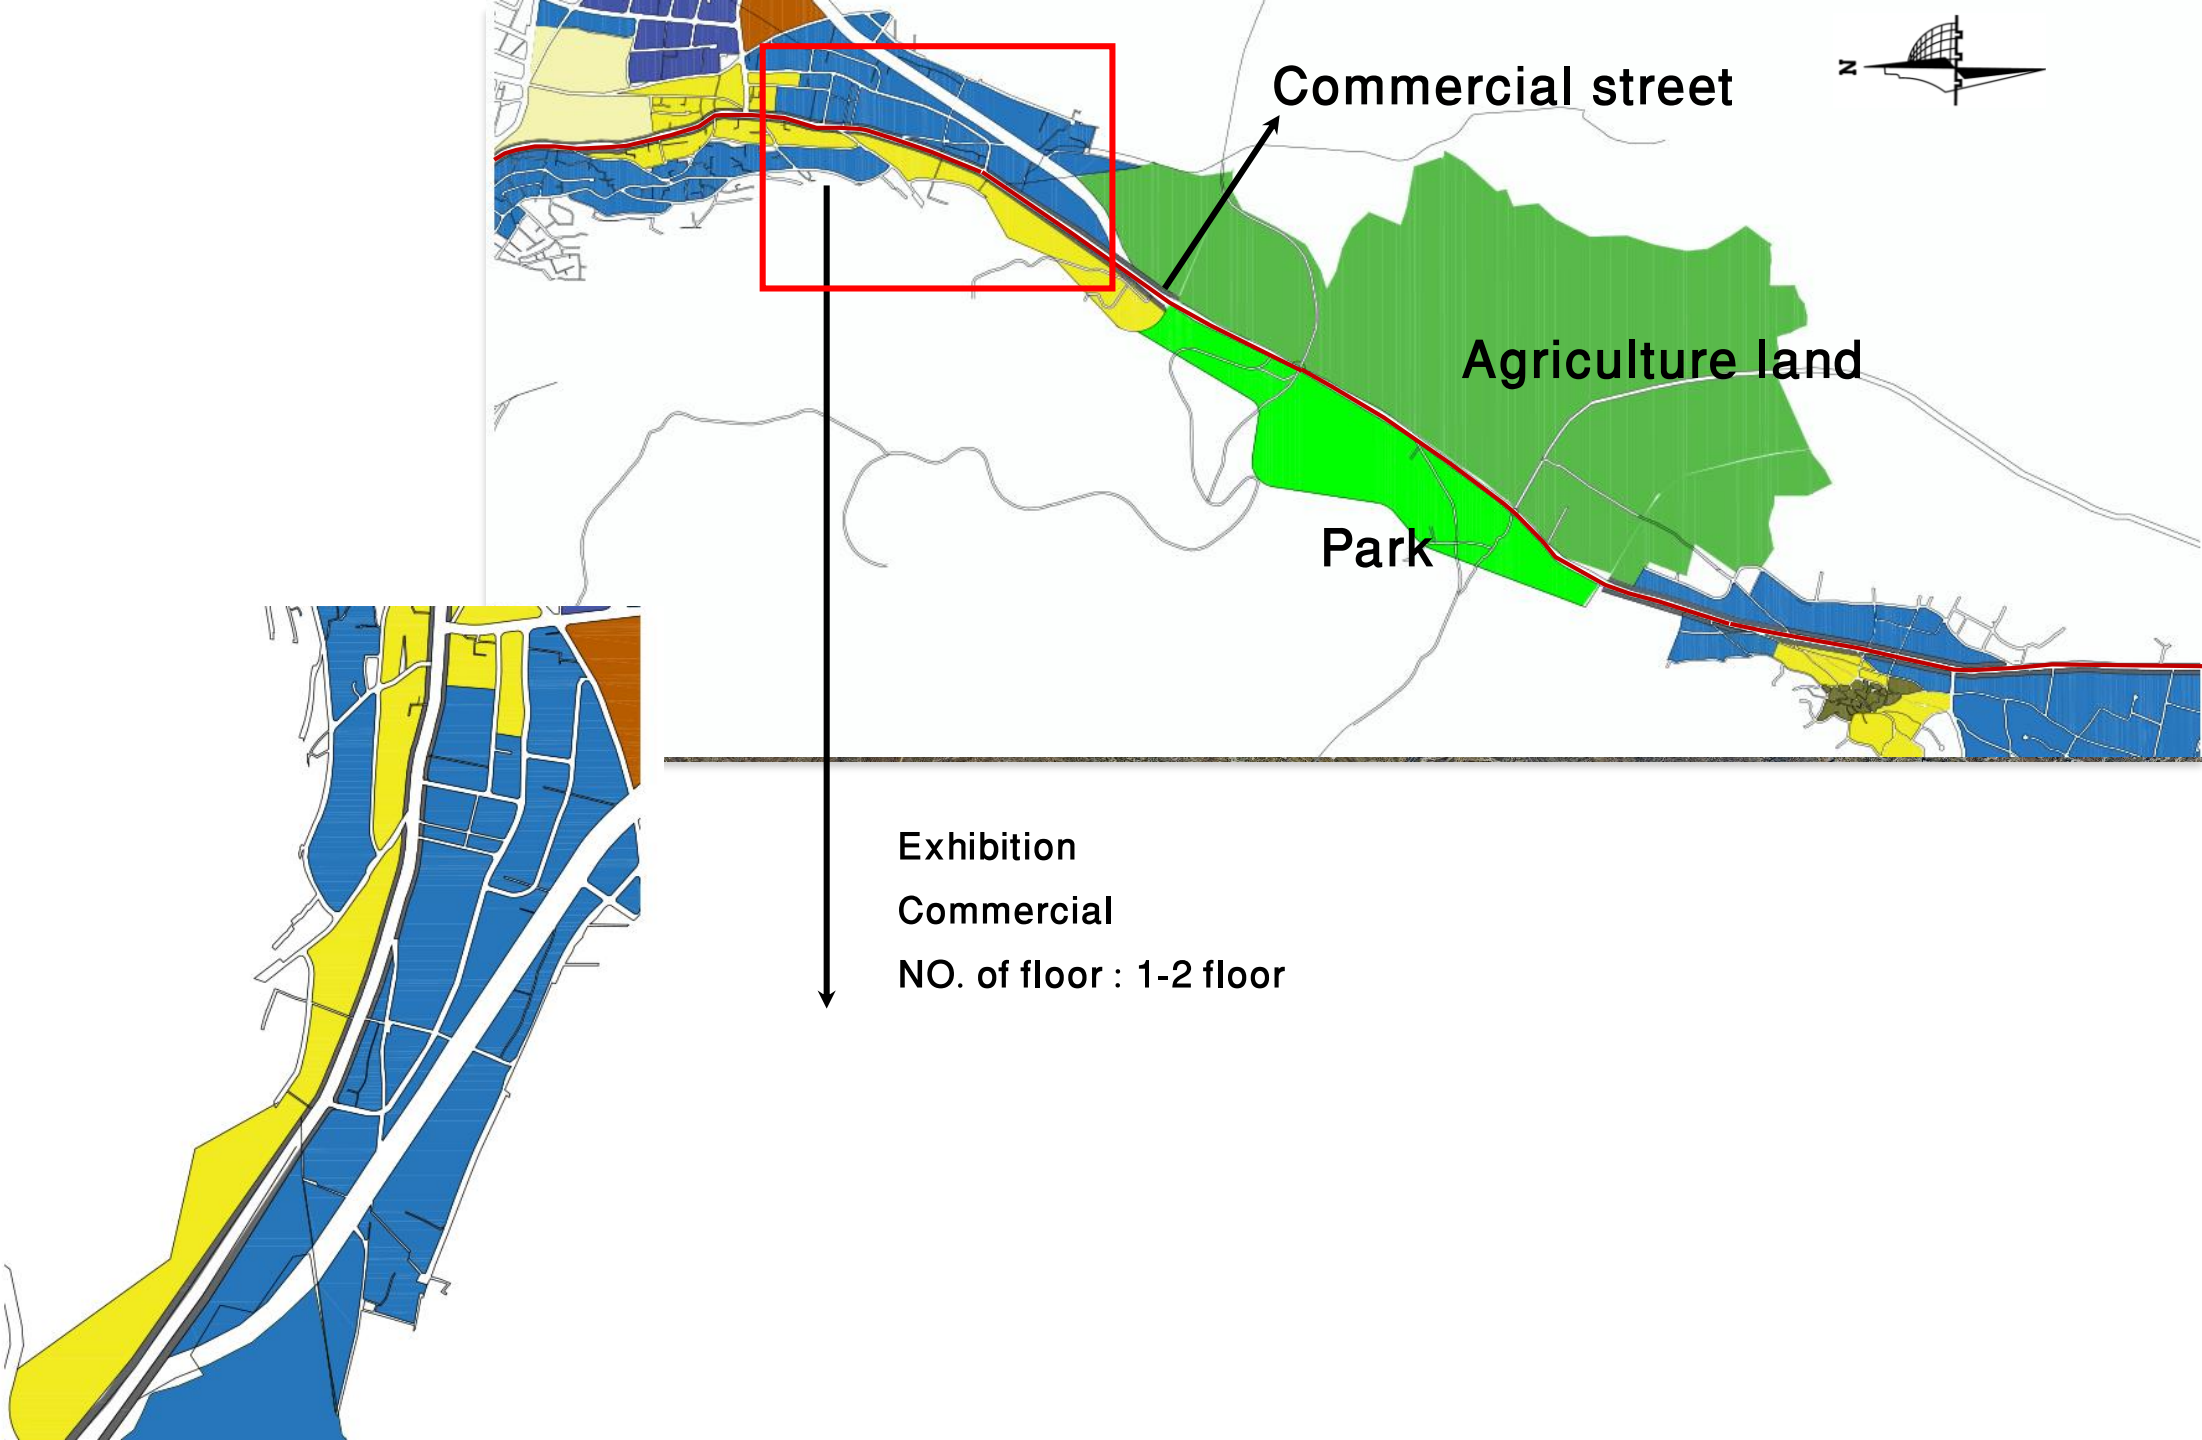 N
Commercial street
Agriculture land
Park
Exhibition
Commercial
NO. of floor : 1-2 floor